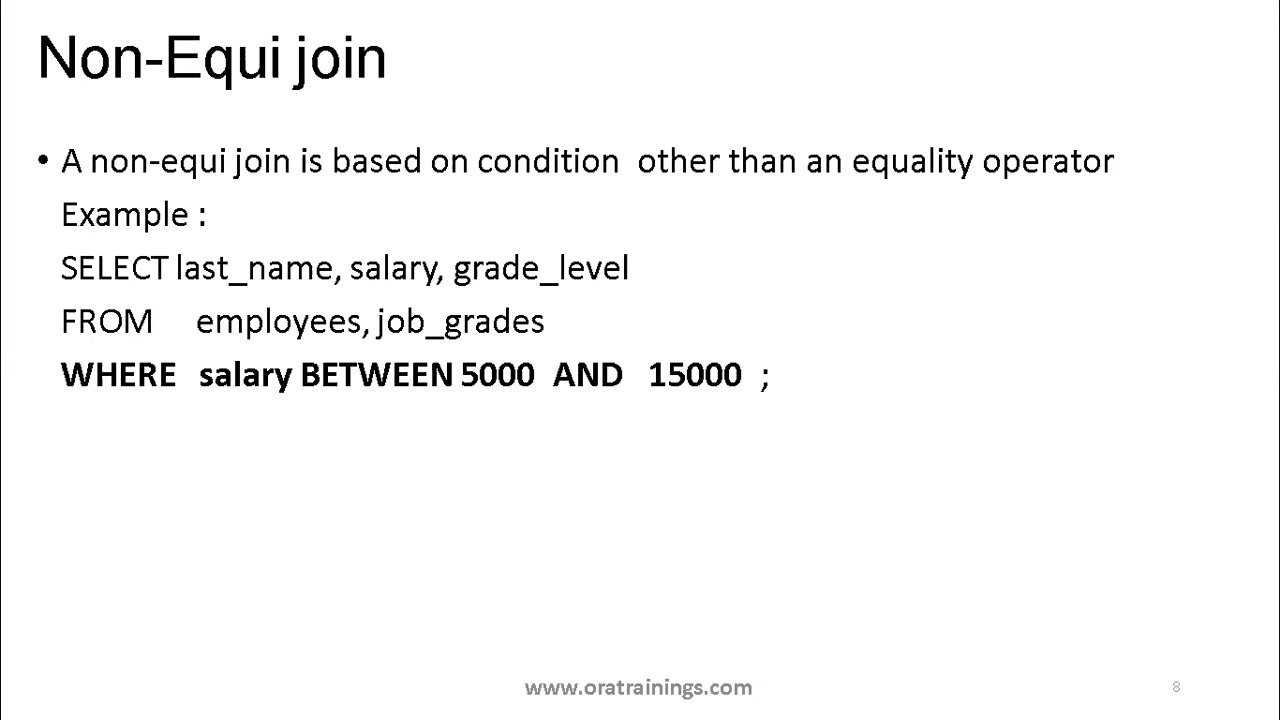 Non-Equi join
• A non-equi join is based on condition other than an equality operator
Example :
SELECT last_name, salary, grade_level
FROM employees, job_grades
WHERE salary BETWEEN 5000 AND 15000 ;
www.oratrainings.com
8